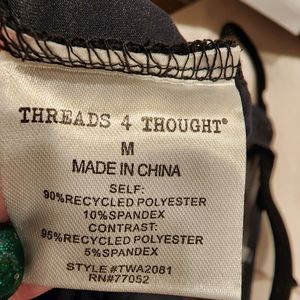 THREADS 4 THOUGHT®
M
MADE IN CHINA
SELF:
90%RECYCLED POLYESTER
10%SPANDEX
CONTRAST:
95%RECYCLED POLYESTER
5%SPANDEX
STYLE #TWA2081
RN#77052